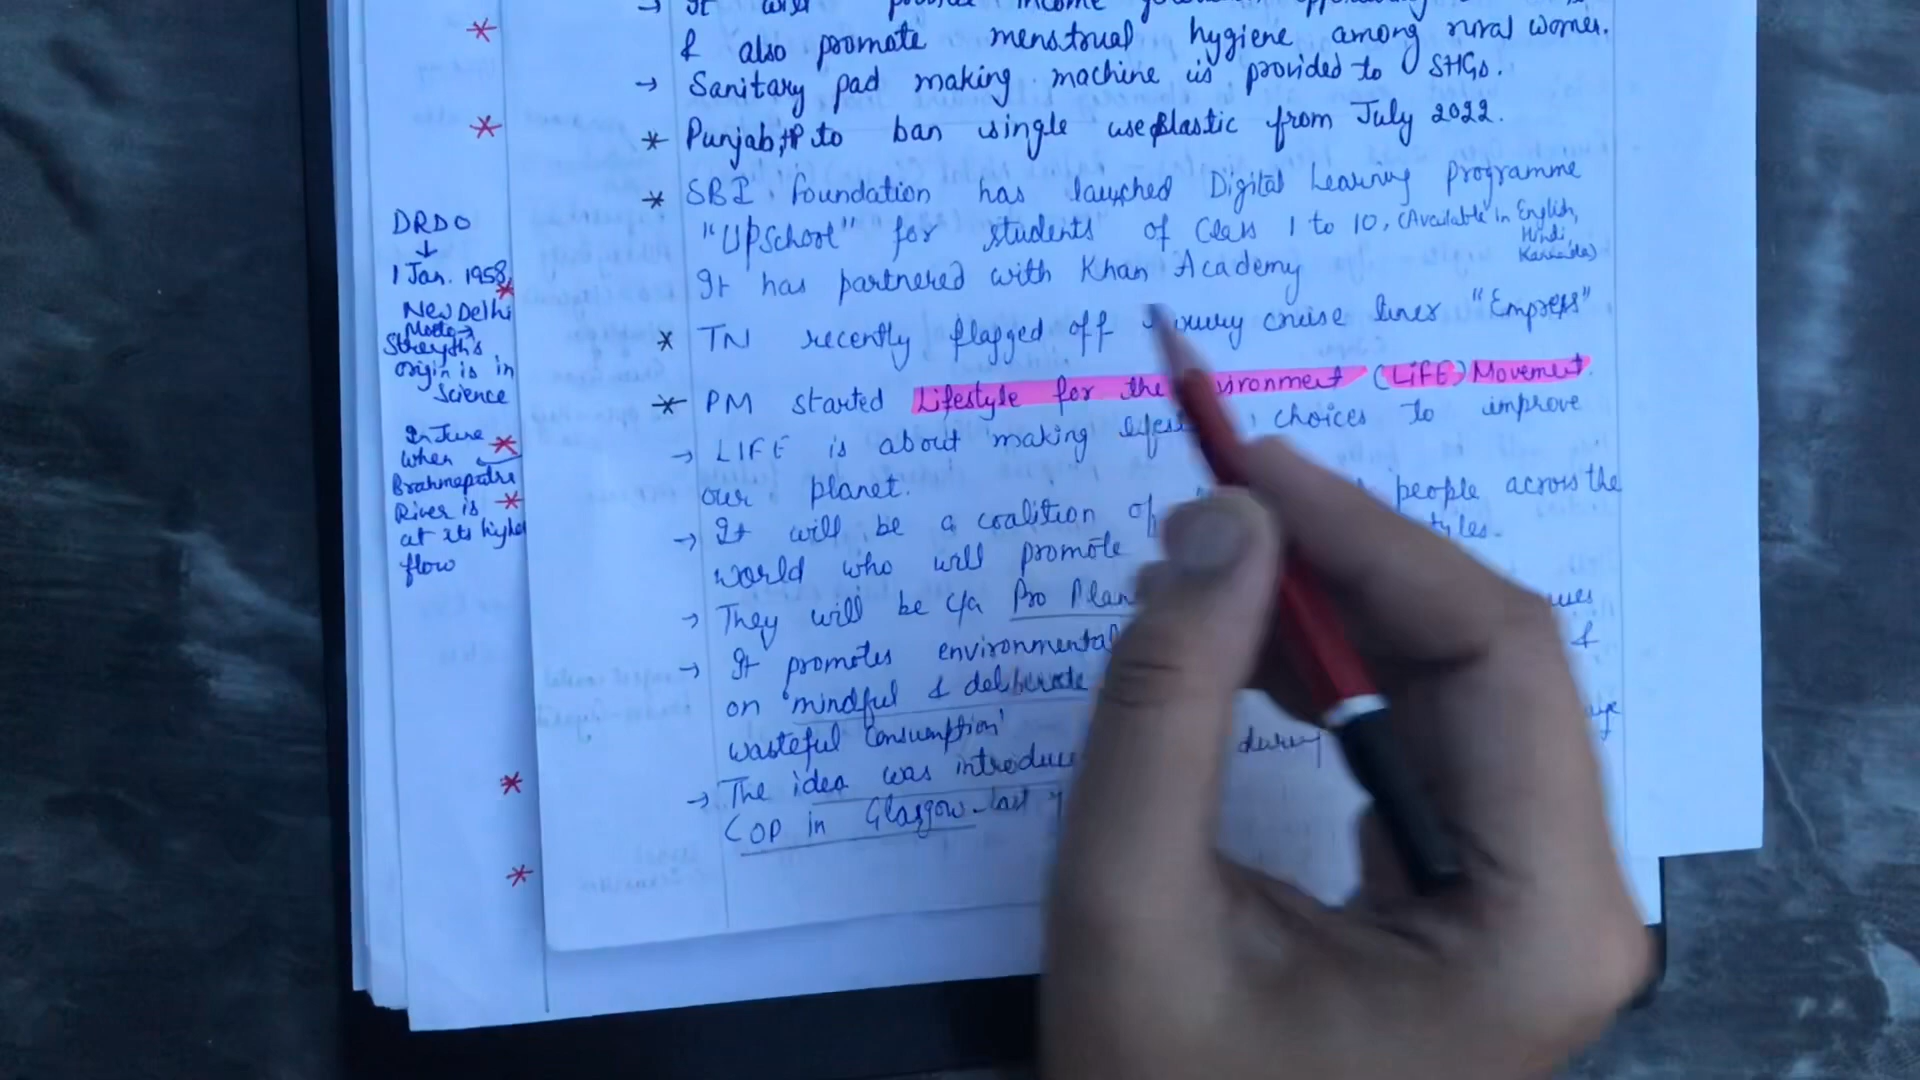 & also promote menstrual hygiene among rural women.
→ Sanitary pad making machine is provided to SHGs.
* Punjab, HP to ban single use plastic from July 2022.
* SBI foundation has launched Digital Learning Programme
"UpSchool" for students of Class 1 to 10, (Available in English,
Hindi
Kannada)
It has partnered with Khan Academy
* TN recently flagged off luxury cruise liner "Empress"
* PM started Lifestyle for the Environment (LiFE) Movement.
→ LIFE is about making choices to improve
our planet.
→ It will be a coalition of people across the
world who will promote
→ They will be c/a Pro Plan
→ It promotes environmental &
on 'mindful & deliberate
wasteful consumption'
→ The idea was introduce during
COP in Glasgow last
DRDO
↓
1 Jan. 1958
New Delhi
Motto →
Strength's
origin is in
Science
In June
when
Brahmaputra
River is
at its highest
flow